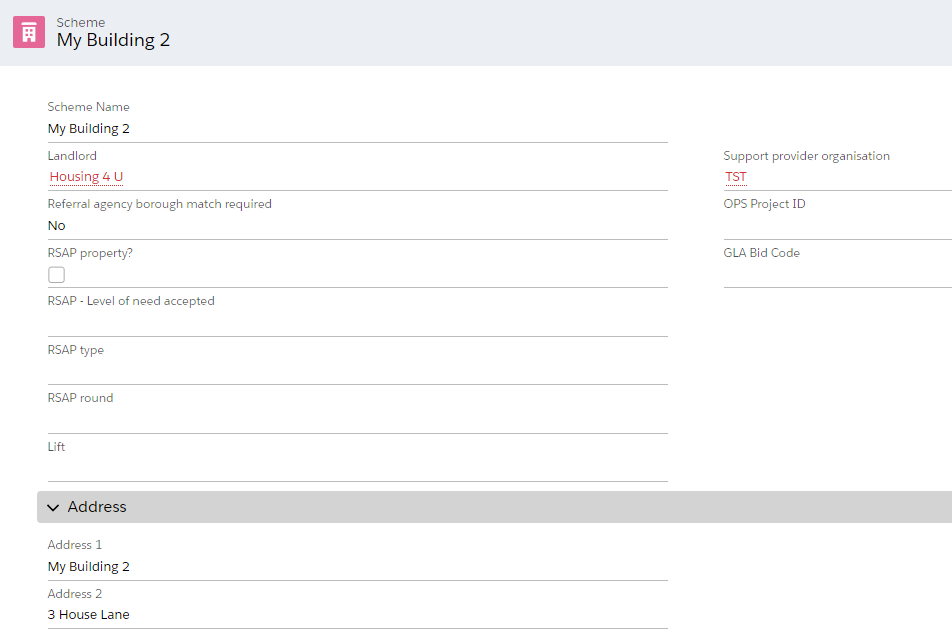 Scheme
My Building 2
Scheme Name
My Building 2
Landlord
Housing 4 U
Support provider organisation
TST
Referral agency borough match required
No
OPS Project ID
RSAP property?
GLA Bid Code
RSAP - Level of need accepted
RSAP type
RSAP round
Lift
Address
Address 1
My Building 2
Address 2
3 House Lane